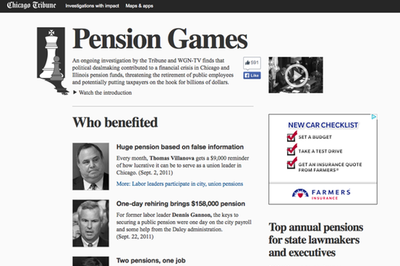 Chicago Tribune
Investigations with impact
Maps & apps
Pension Games
An ongoing investigation by the Tribune and WGN-TV finds that
political dealmaking contributed to a financial crisis in Chicago and
Illinois pension funds, threatening the retirement of public employees
and potentially putting taxpayers on the hook for billions of dollars.
▶ Watch the introduction
691
Like
Who benefited
Huge pension based on false information
Every month, Thomas Villanova gets a $9,000 reminder
of how lucrative it can be to serve as a union leader in
Chicago. (Sept. 2, 2011)
More: Labor leaders participate in city, union pensions
One-day rehiring brings $158,000 pension
For former labor leader Dennis Gannon, the keys to
securing a public pension were one day on the city payroll
and some help from the Daley administration.
(Sept. 22, 2011)
Two pensions, one job
NEW CAR CHECKLIST
SET A BUDGET
TAKE A TEST DRIVE
GET AN INSURANCE QUOTE
FROM FARMERS®
FARMERS
INSURANCE
Top annual pensions
for state lawmakers
and executives